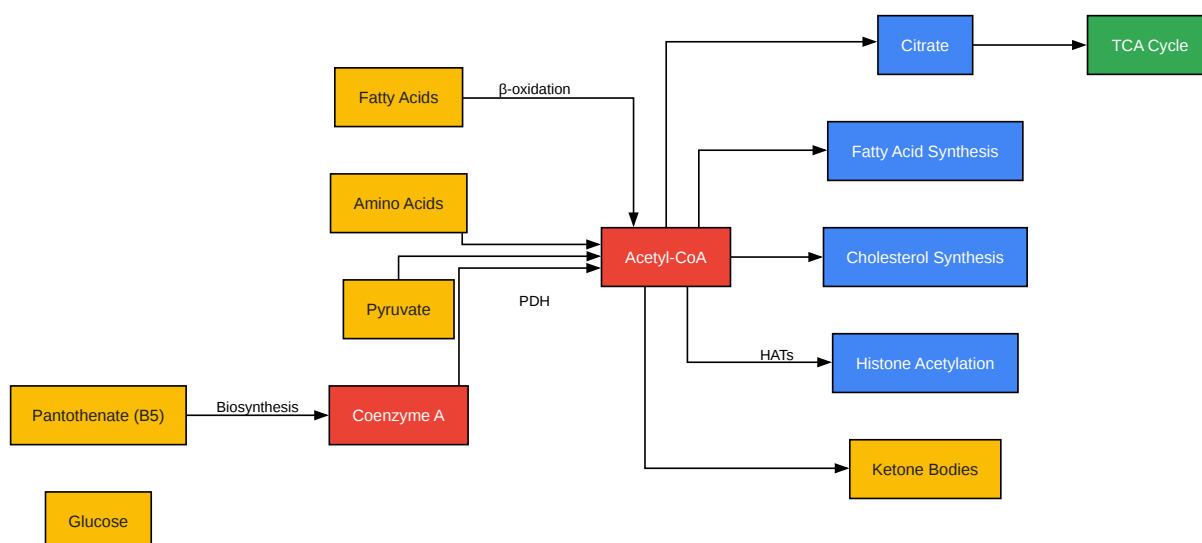 Citrate
TCA Cycle
Fatty Acids
β-oxidation
Fatty Acid Synthesis
Amino Acids
Acetyl-CoA
Cholesterol Synthesis
Pyruvate
PDH
HATs
Histone Acetylation
Pantothenate (B5)
Biosynthesis
Coenzyme A
Ketone Bodies
Glucose